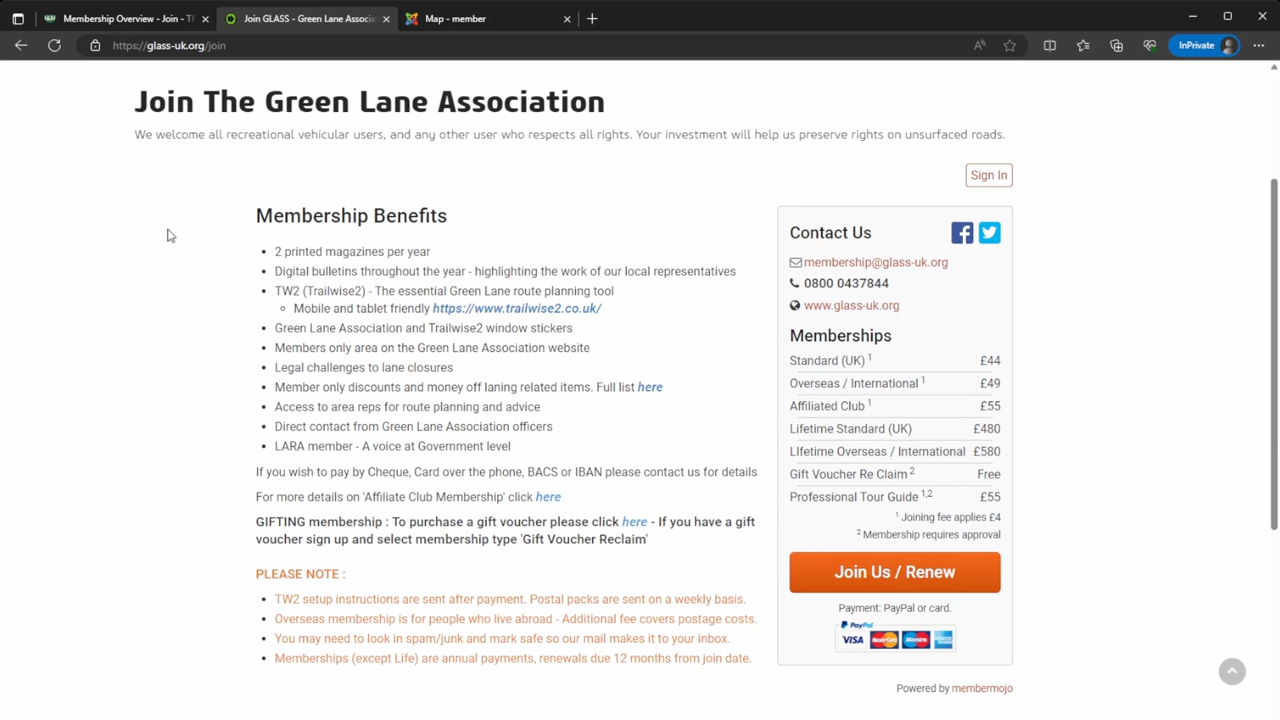 Membership Overview - Join - Th
Join GLASS - Green Lane Associa
Map - member
https://glass-uk.org/join
InPrivate
Join The Green Lane Association
We welcome all recreational vehicular users, and any other user who respects all rights. Your investment will help us preserve rights on unsurfaced roads.
Sign In
Membership Benefits
2 printed magazines per year
Digital bulletins throughout the year - highlighting the work of our local representatives
TW2 (Trailwise2) - The essential Green Lane route planning tool
Mobile and tablet friendly https://www.trailwise2.co.uk/
Green Lane Association and Trailwise2 window stickers
Members only area on the Green Lane Association website
Legal challenges to lane closures
Member only discounts and money off laning related items. Full list here
Access to area reps for route planning and advice
Direct contact from Green Lane Association officers
LARA member - A voice at Government level
If you wish to pay by Cheque, Card over the phone, BACS or IBAN please contact us for details
For more details on 'Affiliate Club Membership' click here
GIFTING membership : To purchase a gift voucher please click here - If you have a gift
voucher sign up and select membership type 'Gift Voucher Reclaim'
PLEASE NOTE :
TW2 setup instructions are sent after payment. Postal packs are sent on a weekly basis.
Overseas membership is for people who live abroad - Additional fee covers postage costs.
You may need to look in spam/junk and mark safe so our mail makes it to your inbox.
Memberships (except Life) are annual payments, renewals due 12 months from join date.
Contact Us
membership@glass-uk.org
0800 0437844
www.glass-uk.org
Memberships
Standard (UK) 1 £44
Overseas / International 1 £49
Affiliated Club 1 £55
Lifetime Standard (UK) £480
LIfetime Overseas / International £580
Gift Voucher Re Claim 2 Free
Professional Tour Guide 1,2 £55
1 Joining fee applies £4
2 Membership requires approval
Join Us / Renew
Payment: PayPal or card.
PayPal
VISA MasterCard Maestro
Powered by membermojo